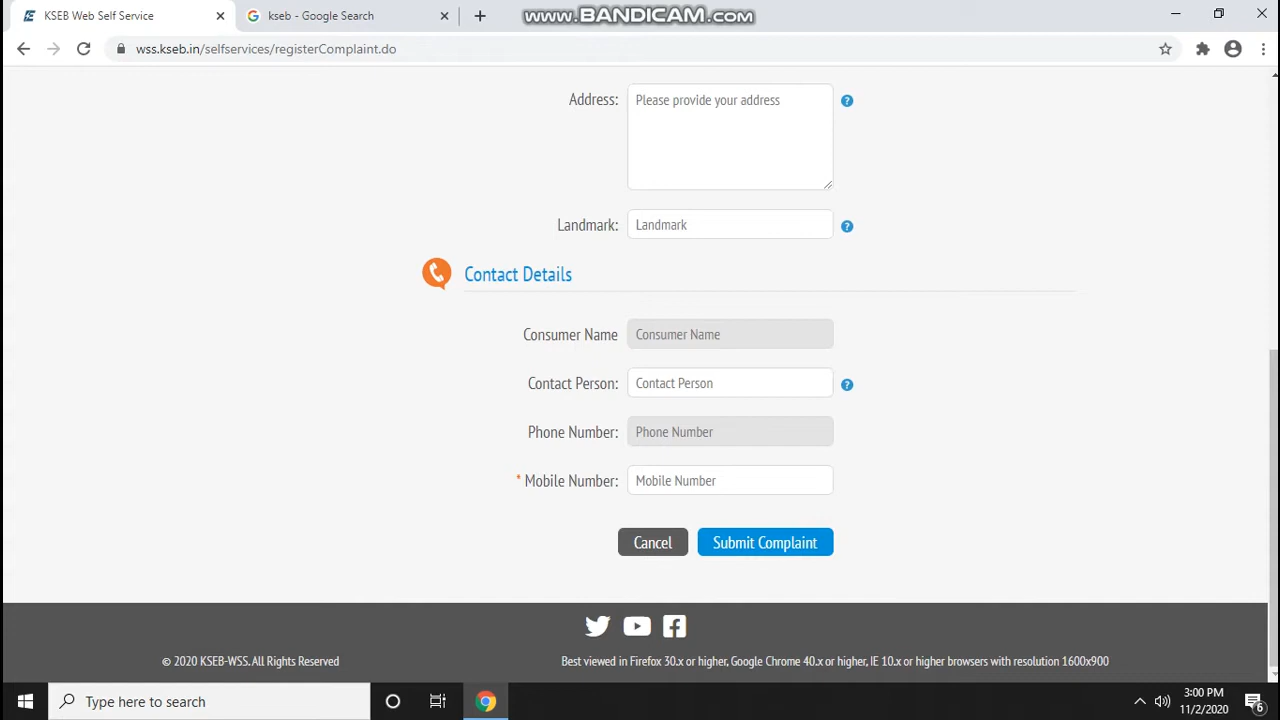 KSEB Web Self Service
kseb - Google Search
www.BANDICAM.com
wss.kseb.in/selfservices/registerComplaint.do
Address: Please provide your address
Landmark: Landmark
Contact Details
Consumer Name Consumer Name
Contact Person: Contact Person
Phone Number: Phone Number
* Mobile Number: Mobile Number
Cancel Submit Complaint
© 2020 KSEB-WSS. All Rights Reserved
Best viewed in Firefox 30.x or higher, Google Chrome 40.x or higher, IE 10.x or higher browsers with resolution 1600x900
Type here to search
3:00 PM
11/2/2020
6